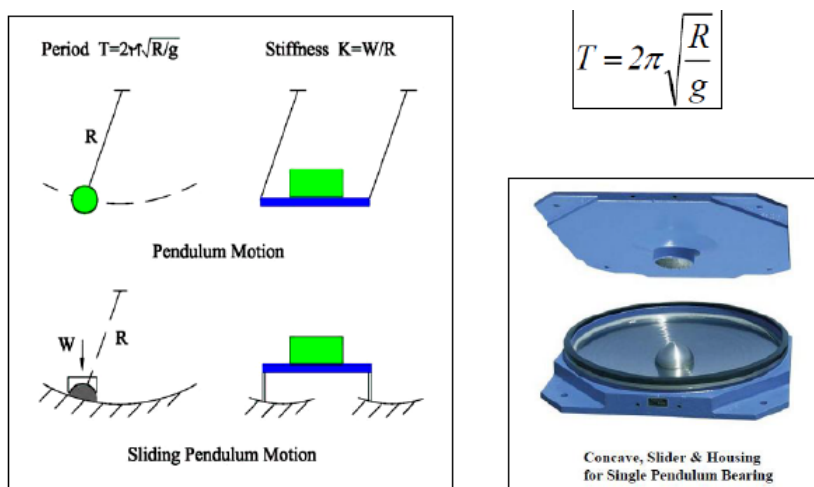 Period T=2π√R/g
Stiffness K=W/R
R
Pendulum Motion
W
R
Sliding Pendulum Motion
T = 2π√R/g
Concave, Slider & Housing
for Single Pendulum Bearing